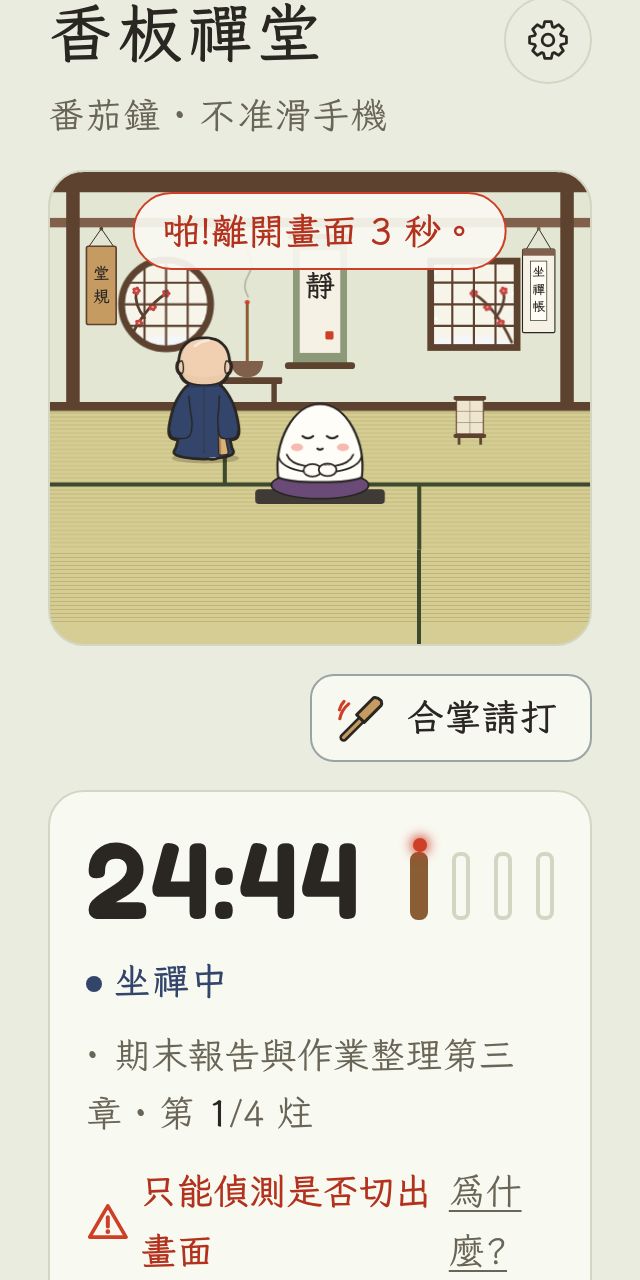 香板禪堂
番茄鐘・不准滑手機
啪!離開畫面 3 秒。
堂規
靜
坐禪帳
合掌請打
24:44
坐禪中
・期末報告與作業整理第三
章・第 1/4 炷
只能偵測是否切出
畫面
為什
麼?